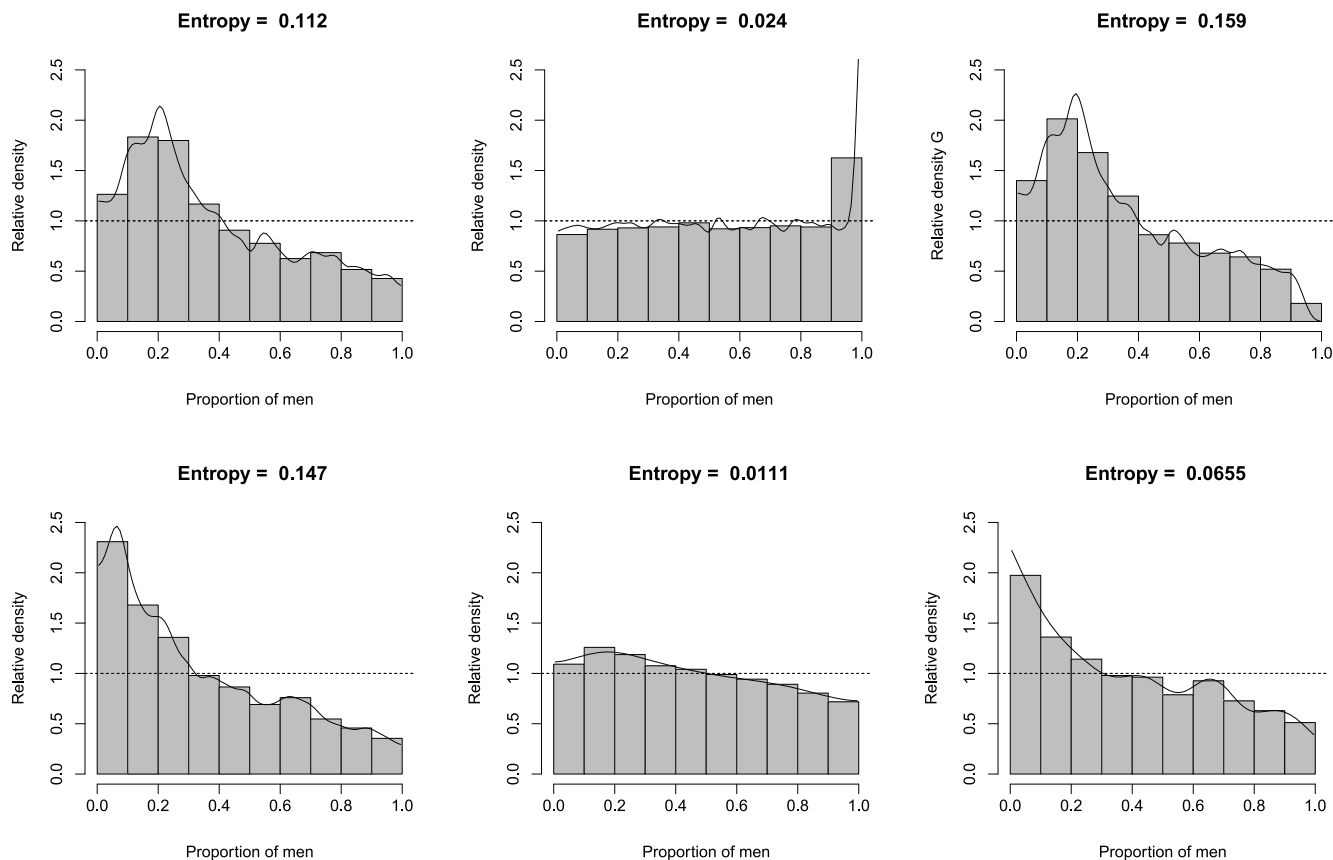 Entropy = 0.112
Relative density
2.5
2.0
1.5
1.0
0.5
0.0
0.0 0.2 0.4 0.6 0.8 1.0
Proportion of men
Entropy = 0.024
Relative density
2.5
2.0
1.5
1.0
0.5
0.0
0.0 0.2 0.4 0.6 0.8 1.0
Proportion of men
Entropy = 0.159
Relative density G
2.5
2.0
1.5
1.0
0.5
0.0
0.0 0.2 0.4 0.6 0.8 1.0
Proportion of men
Entropy = 0.147
Relative density
2.5
2.0
1.5
1.0
0.5
0.0
0.0 0.2 0.4 0.6 0.8 1.0
Proportion of men
Entropy = 0.0111
Relative density
2.5
2.0
1.5
1.0
0.5
0.0
0.0 0.2 0.4 0.6 0.8 1.0
Proportion of men
Entropy = 0.0655
Relative density
2.5
2.0
1.5
1.0
0.5
0.0
0.0 0.2 0.4 0.6 0.8 1.0
Proportion of men